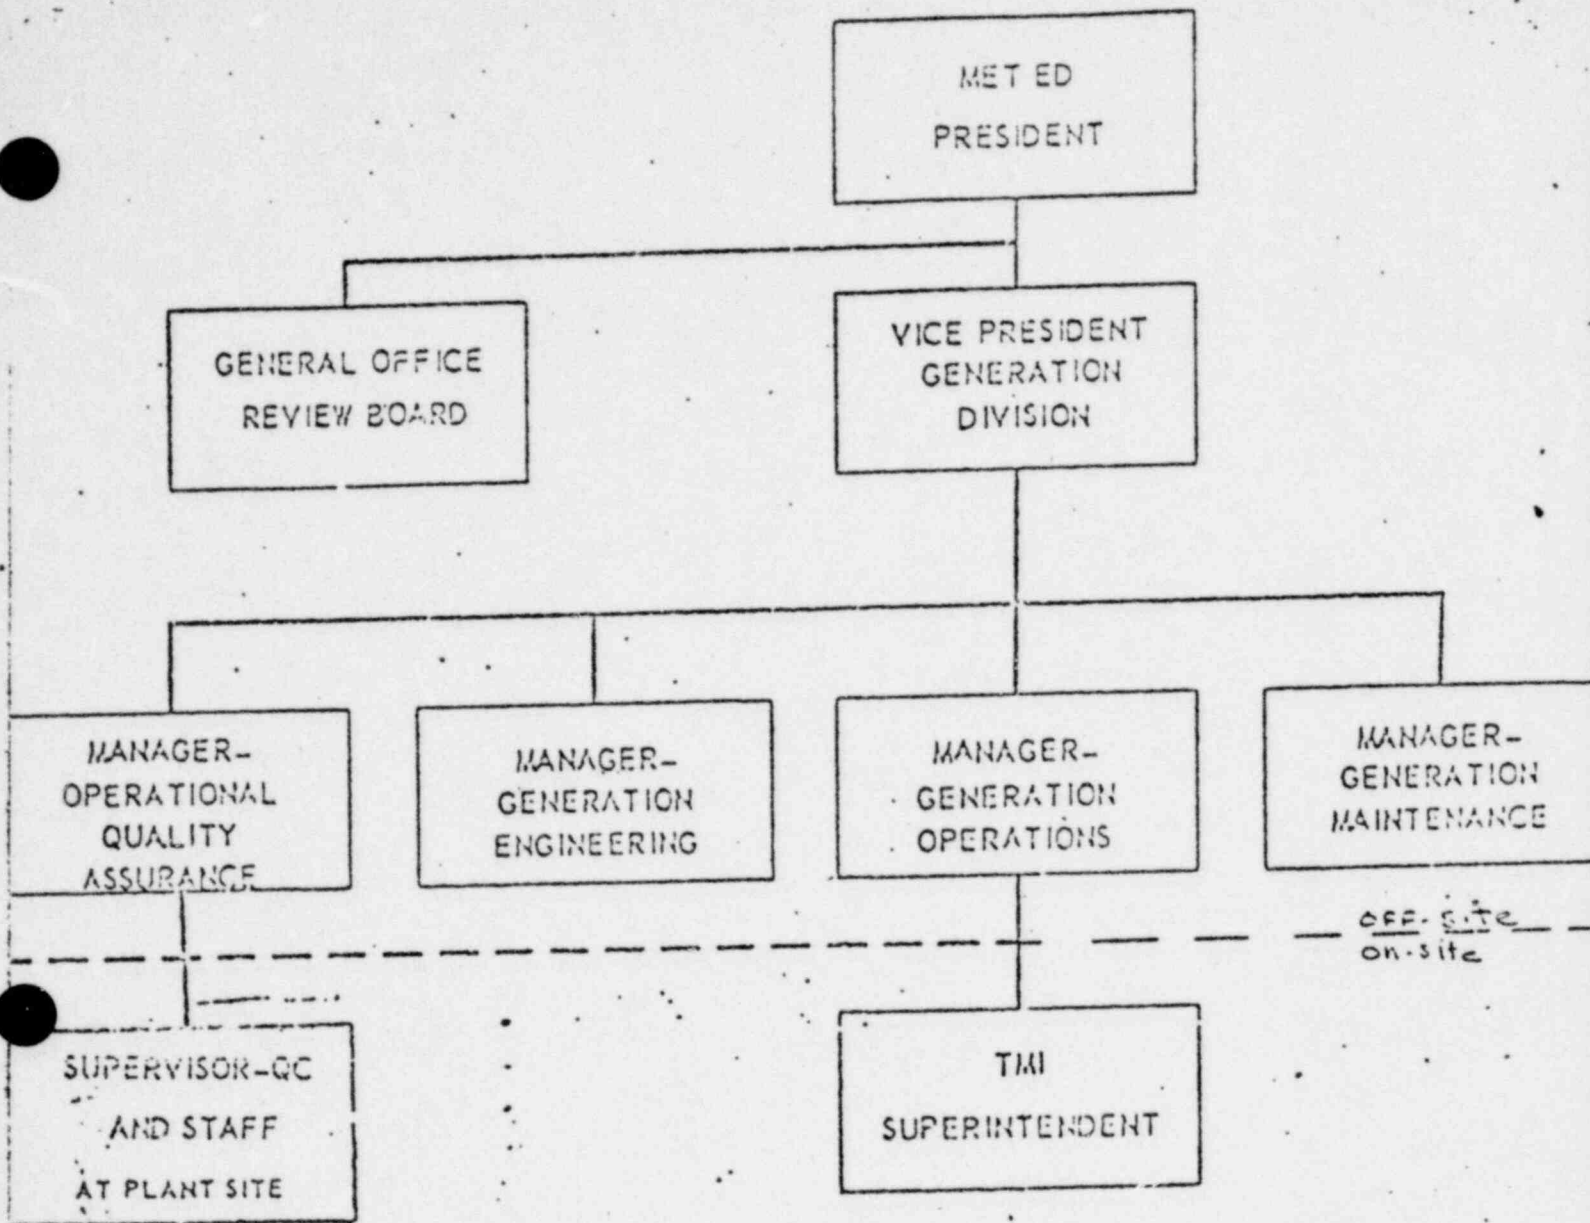 MET ED
PRESIDENT
GENERAL OFFICE
REVIEW BOARD
VICE PRESIDENT
GENERATION
DIVISION
MANAGER-
OPERATIONAL
QUALITY
ASSURANCE
MANAGER-
GENERATION
ENGINEERING
MANAGER-
GENERATION
OPERATIONS
MANAGER-
GENERATION
MAINTENANCE
OFF-site
on-site
SUPERVISOR-QC
AND STAFF
AT PLANT SITE
TMI
SUPERINTENDENT